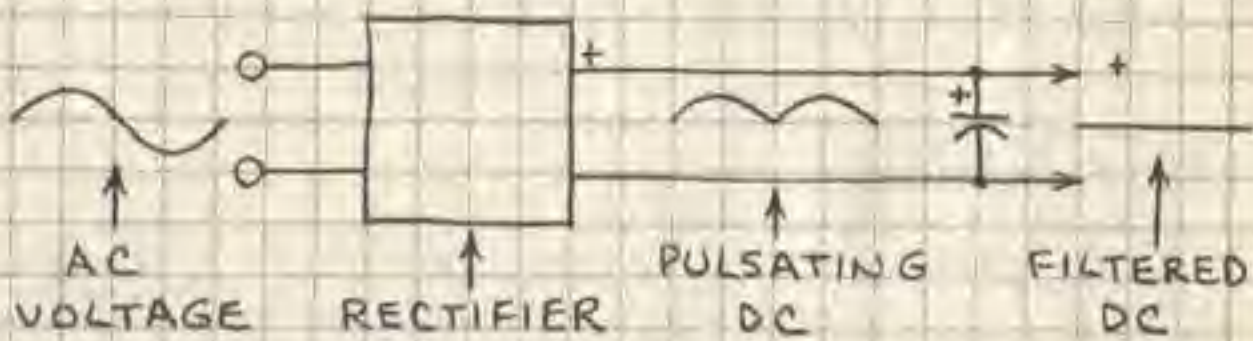 +
+
+
AC
VOLTAGE
RECTIFIER
PULSATING
DC
FILTERED
DC